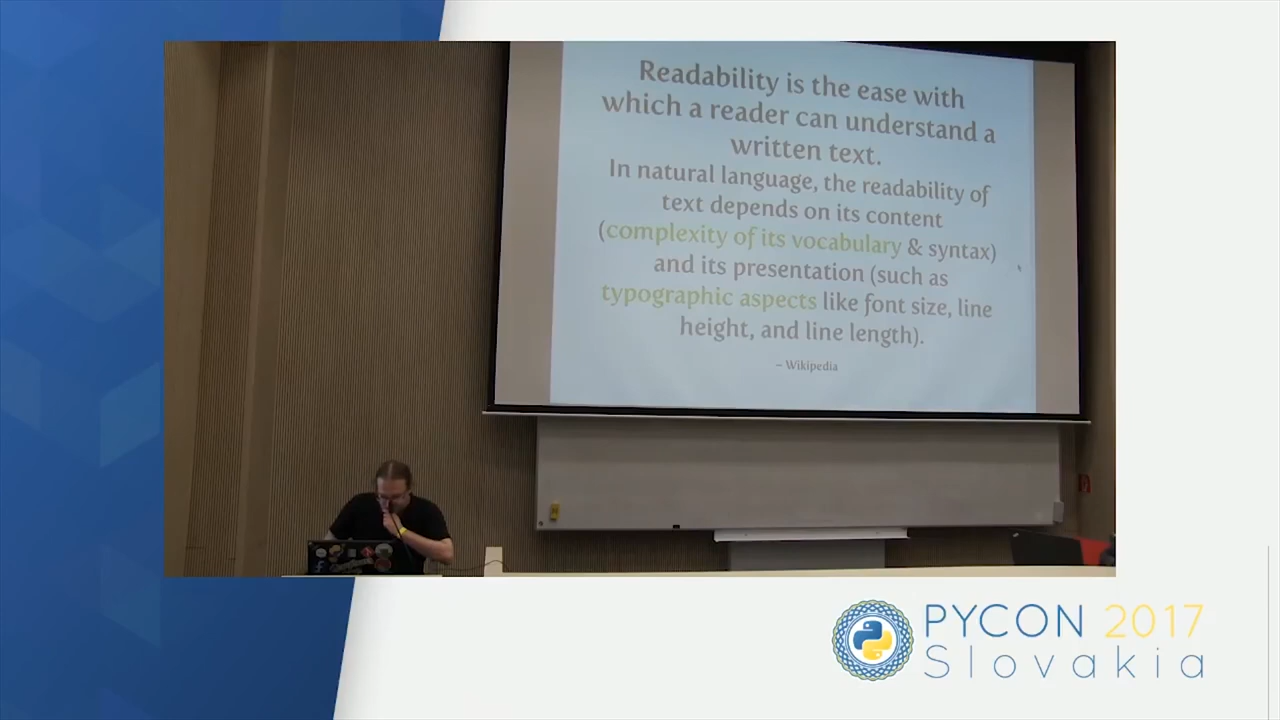 Readability is the ease with
which a reader can understand a
written text.
In natural language, the readability of
text depends on its content
(complexity of its vocabulary & syntax)
and its presentation (such as
typographic aspects like font size, line
height, and line length).
– Wikipedia
PYCON 2017
Slovakia